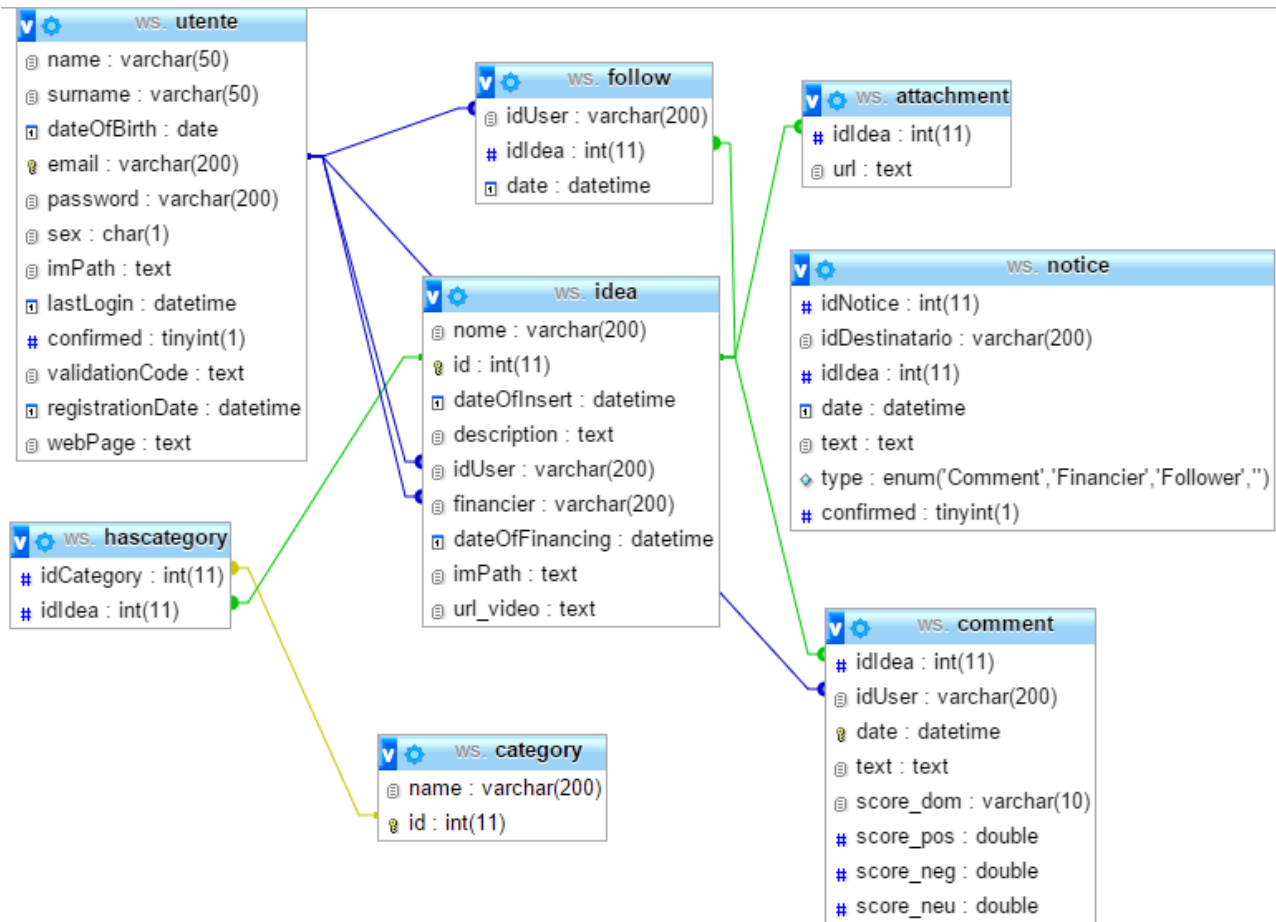 ws. utente
name : varchar(50)
surname : varchar(50)
dateOfBirth : date
email : varchar(200)
password : varchar(200)
sex : char(1)
imPath : text
lastLogin : datetime
# confirmed : tinyint(1)
validationCode : text
registrationDate : datetime
webPage : text
ws. follow
idUser : varchar(200)
# idIdea : int(11)
date : datetime
ws. attachment
# idIdea : int(11)
url : text
ws. notice
# idNotice : int(11)
idDestinatario : varchar(200)
# idIdea : int(11)
date : datetime
text : text
type : enum('Comment','Financier','Follower','')
# confirmed : tinyint(1)
ws. idea
nome : varchar(200)
id : int(11)
dateOfInsert : datetime
description : text
idUser : varchar(200)
financier : varchar(200)
dateOfFinancing : datetime
imPath : text
url_video : text
ws. hascategory
# idCategory : int(11)
# idIdea : int(11)
ws. category
name : varchar(200)
id : int(11)
ws. comment
# idIdea : int(11)
idUser : varchar(200)
date : datetime
text : text
score_dom : varchar(10)
# score_pos : double
# score_neg : double
# score_neu : double